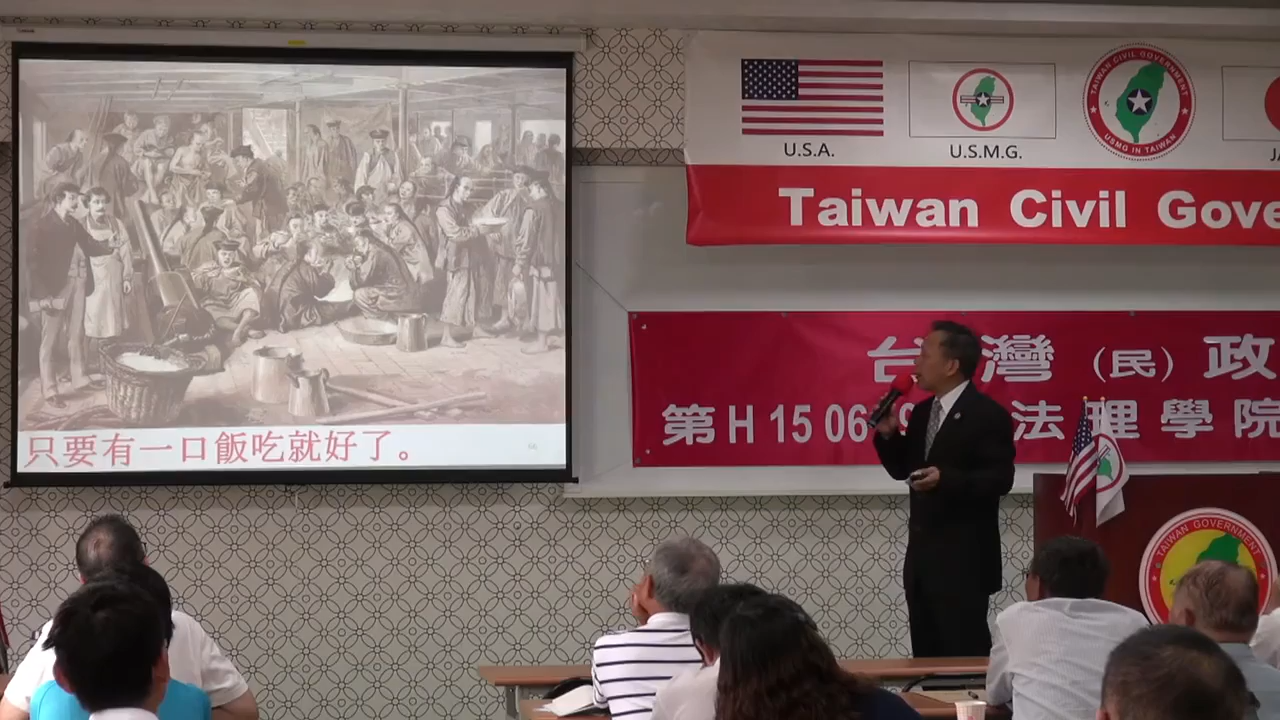 只要有一口飯吃就好了。
U.S.A.
U.S.M.G.
TAIWAN CIVIL GOVERNMENT
USMG IN TAIWAN
Taiwan Civil Gove
台灣(民)政
第H 15 06
法理學院
TAIWAN GOVERNMENT